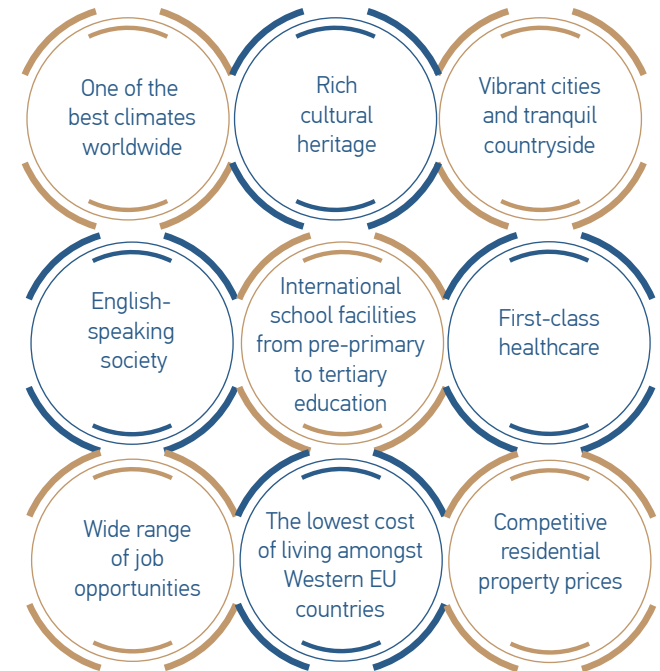 One of the
best climates
worldwide
Rich
cultural
heritage
Vibrant cities
and tranquil
countryside
English-
speaking
society
International
school facilities
from pre-primary
to tertiary
education
First-class
healthcare
Wide range
of job
opportunities
The lowest cost
of living amongst
Western EU
countries
Competitive
residential
property prices